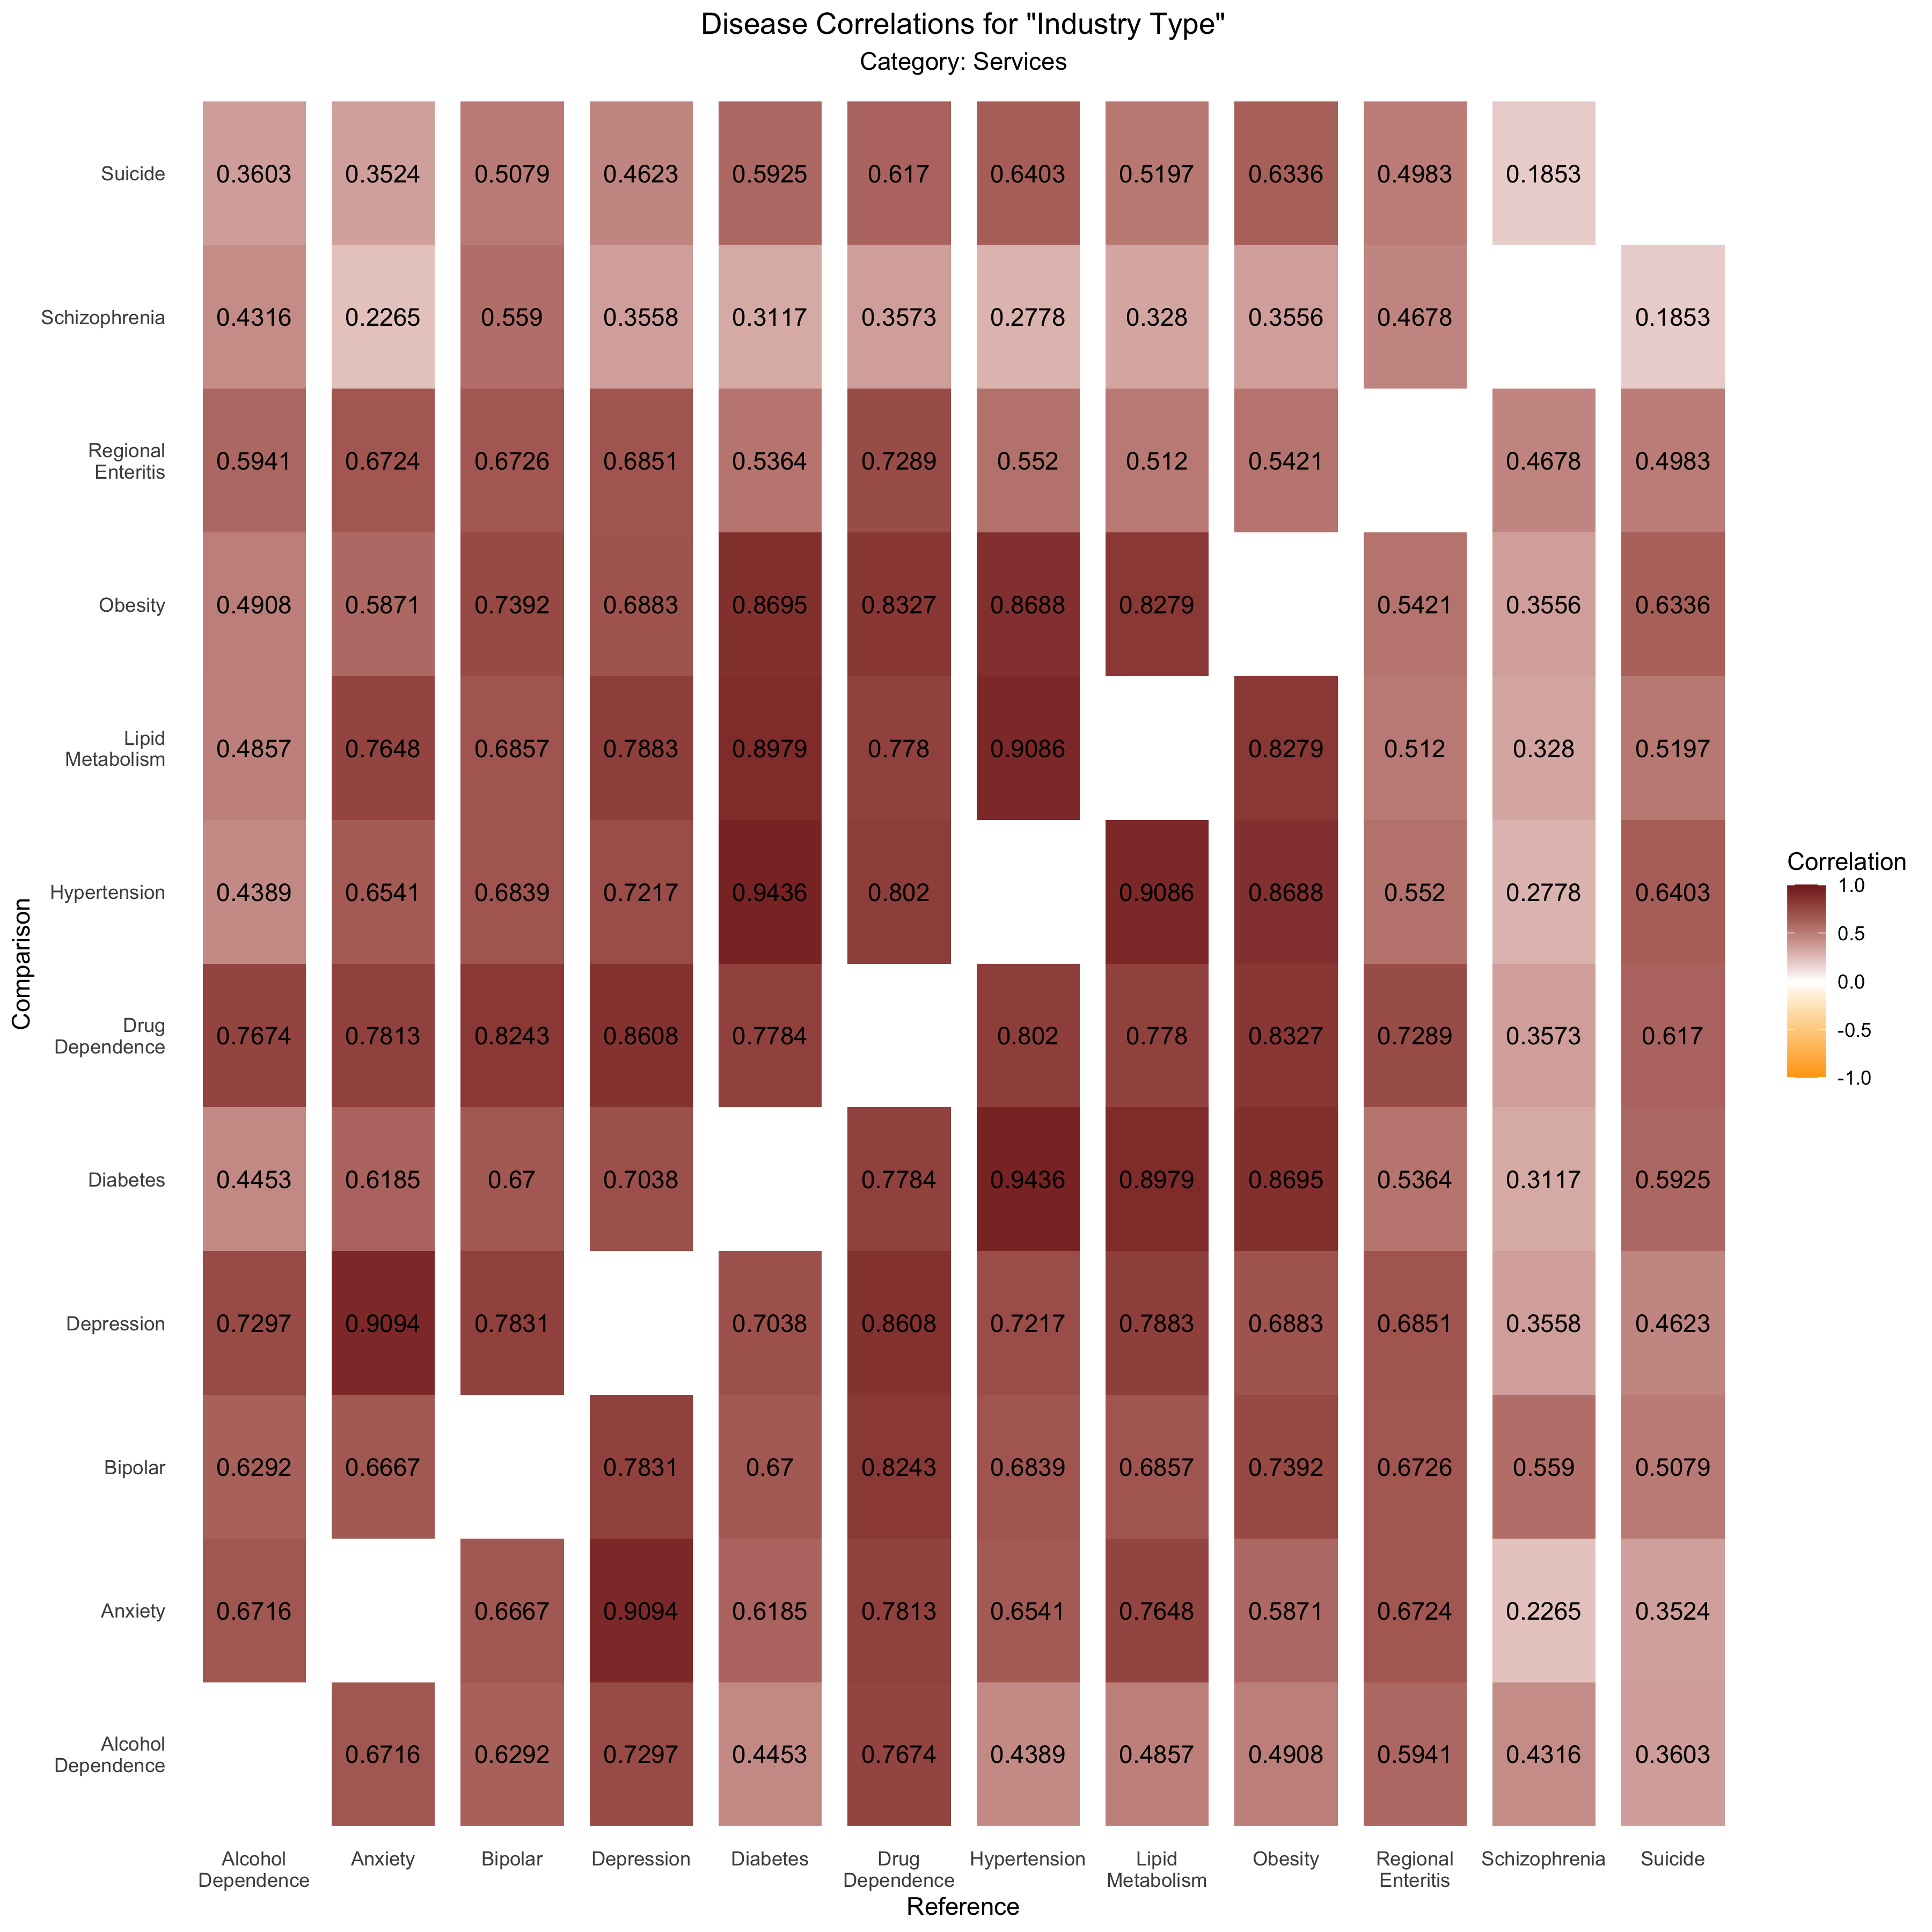 Disease Correlations for "Industry Type"
Category: Services
Suicide 0.3603 0.3524 0.5079 0.4623 0.5925 0.617 0.6403 0.5197 0.6336 0.4983 0.1853
Schizophrenia 0.4316 0.2265 0.559 0.3558 0.3117 0.3573 0.2778 0.328 0.3556 0.4678 0.1853
Regional
Enteritis 0.5941 0.6724 0.6726 0.6851 0.5364 0.7289 0.552 0.512 0.5421 0.4678 0.4983
Obesity 0.4908 0.5871 0.7392 0.6883 0.8695 0.8327 0.8688 0.8279 0.5421 0.3556 0.6336
Lipid
Metabolism 0.4857 0.7648 0.6857 0.7883 0.8979 0.778 0.9086 0.8279 0.512 0.328 0.5197
Hypertension 0.4389 0.6541 0.6839 0.7217 0.9436 0.802 0.9086 0.8688 0.552 0.2778 0.6403
Drug
Dependence 0.7674 0.7813 0.8243 0.8608 0.7784 0.802 0.778 0.8327 0.7289 0.3573 0.617
Diabetes 0.4453 0.6185 0.67 0.7038 0.7784 0.9436 0.8979 0.8695 0.5364 0.3117 0.5925
Depression 0.7297 0.9094 0.7831 0.7038 0.8608 0.7217 0.7883 0.6883 0.6851 0.3558 0.4623
Bipolar 0.6292 0.6667 0.7831 0.67 0.8243 0.6839 0.6857 0.7392 0.6726 0.559 0.5079
Anxiety 0.6716 0.6667 0.9094 0.6185 0.7813 0.6541 0.7648 0.5871 0.6724 0.2265 0.3524
Alcohol
Dependence 0.6716 0.6292 0.7297 0.4453 0.7674 0.4389 0.4857 0.4908 0.5941 0.4316 0.3603
Comparison
Alcohol Anxiety Bipolar Depression Diabetes Drug Hypertension Lipid Obesity Regional Schizophrenia Suicide
Dependence Dependence Metabolism Enteritis
Reference
Correlation
1.0
0.5
0.0
-0.5
-1.0